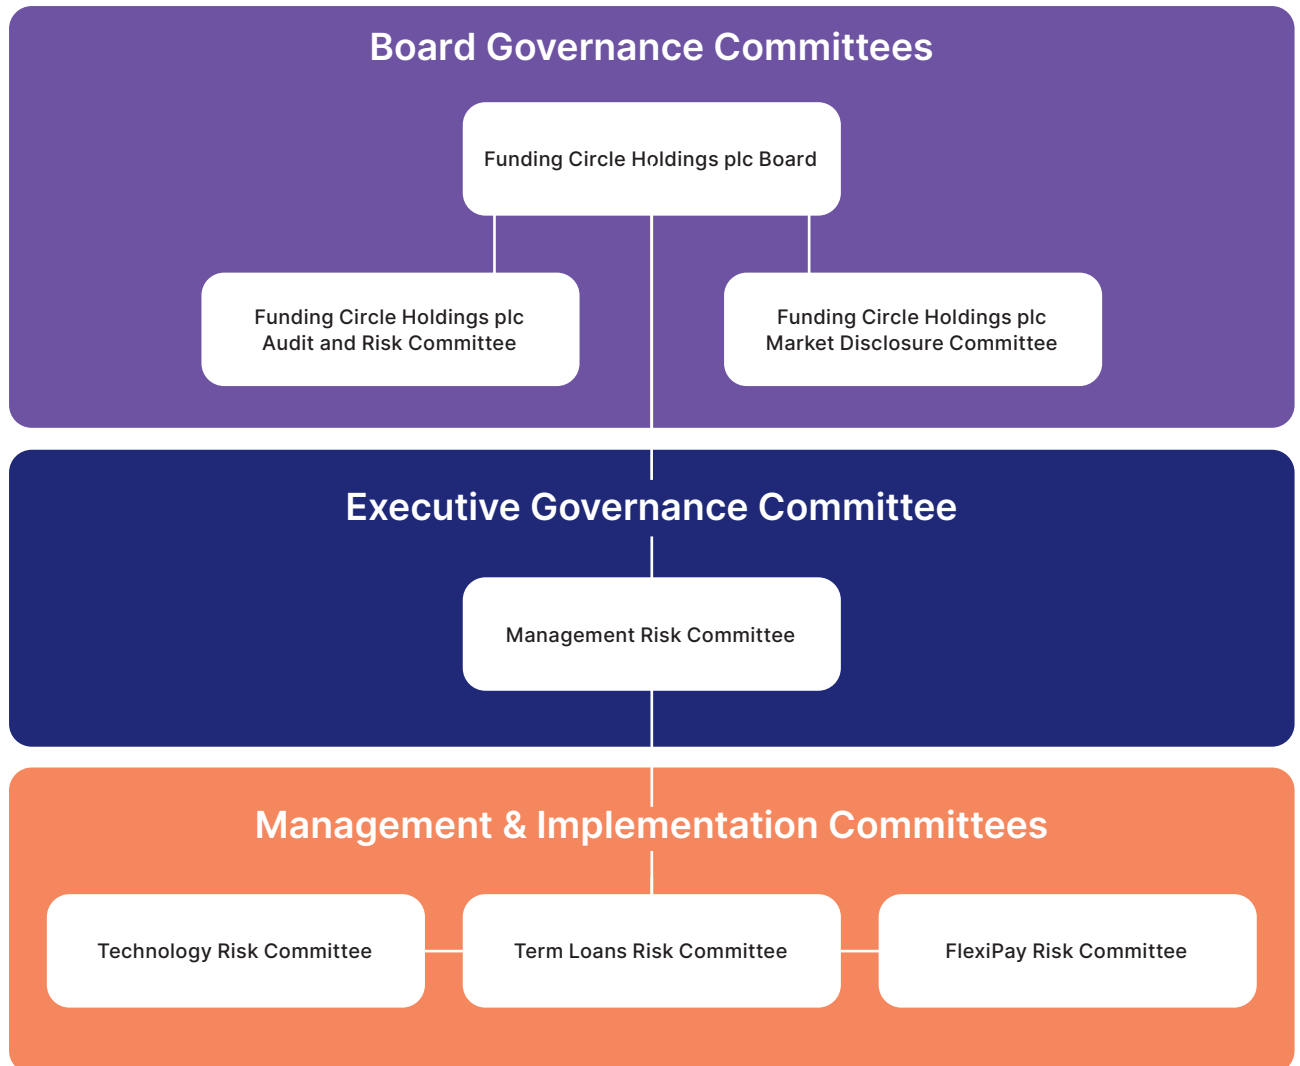 Board Governance Committees
Funding Circle Holdings plc Board
Funding Circle Holdings plc
Audit and Risk Committee
Funding Circle Holdings plc
Market Disclosure Committee
Executive Governance Committee
Management Risk Committee
Management & Implementation Committees
Technology Risk Committee
Term Loans Risk Committee
FlexiPay Risk Committee